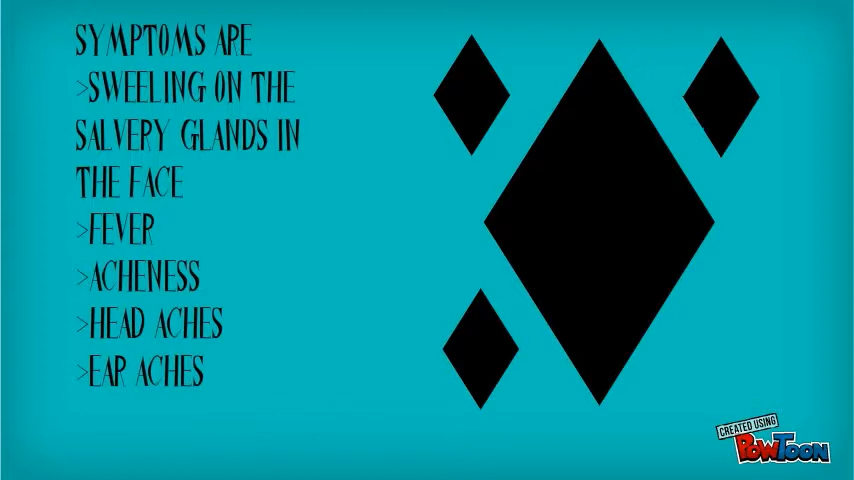 SYMPTOMS ARE
>SWEELING ON THE
SALVERY GLANDS IN
THE FACE
>FEVER
>ACHENESS
>HEAD ACHES
>EAR ACHES
CREATED USING
POWTOON